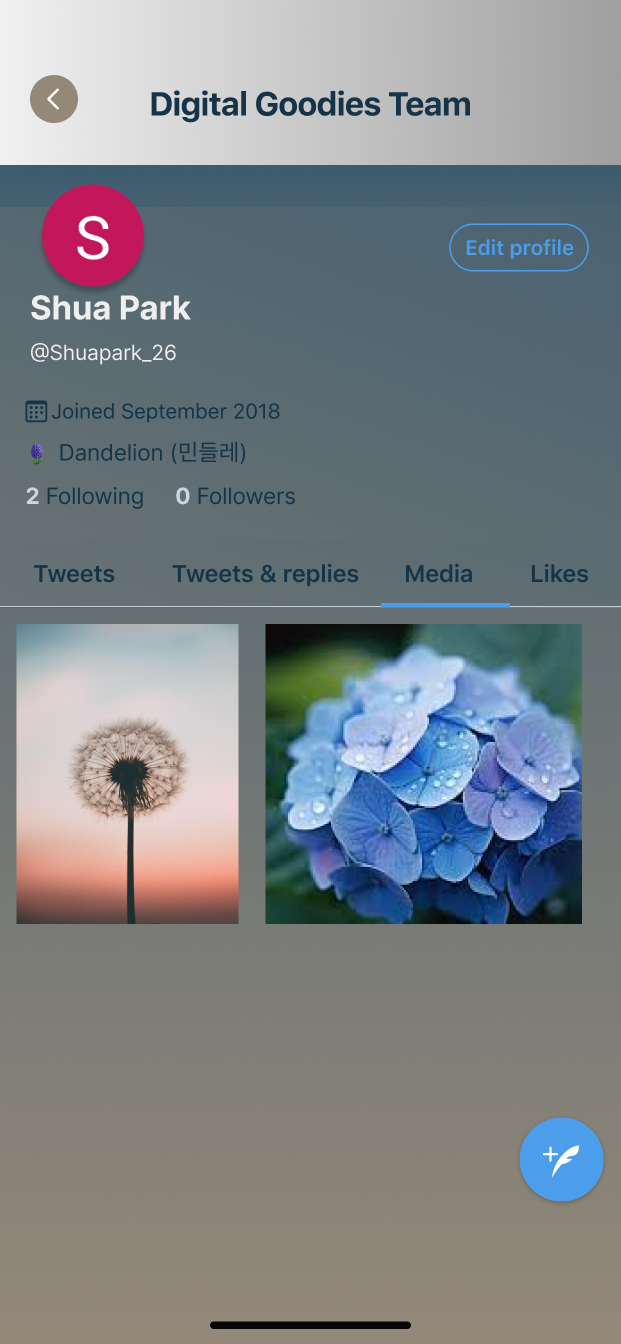 Digital Goodies Team
S
Edit profile
Shua Park
@Shuapark_26
Joined September 2018
Dandelion (민들레)
2 Following 0 Followers
Tweets Tweets & replies Media Likes